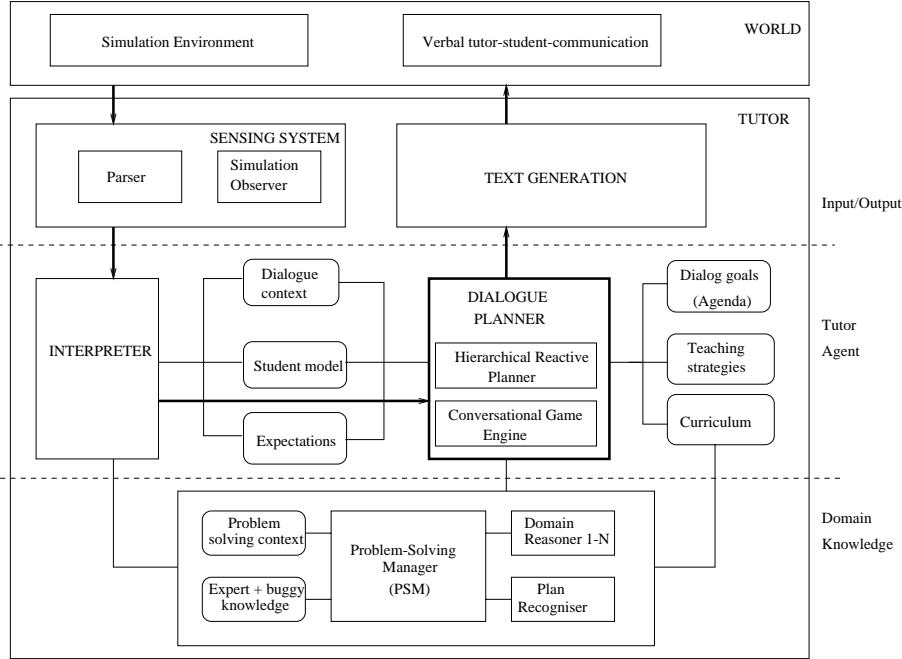 WORLD
Simulation Environment
Verbal tutor-student-communication
TUTOR
SENSING SYSTEM
Parser
Simulation
Observer
TEXT GENERATION
Input/Output
INTERPRETER
Dialogue
context
Student model
Expectations
DIALOGUE
PLANNER
Hierarchical Reactive
Planner
Conversational Game
Engine
Dialog goals
(Agenda)
Teaching
strategies
Curriculum
Tutor
Agent
Problem
solving context
Expert + buggy
knowledge
Problem-Solving
Manager
(PSM)
Domain
Reasoner 1-N
Plan
Recogniser
Domain
Knowledge